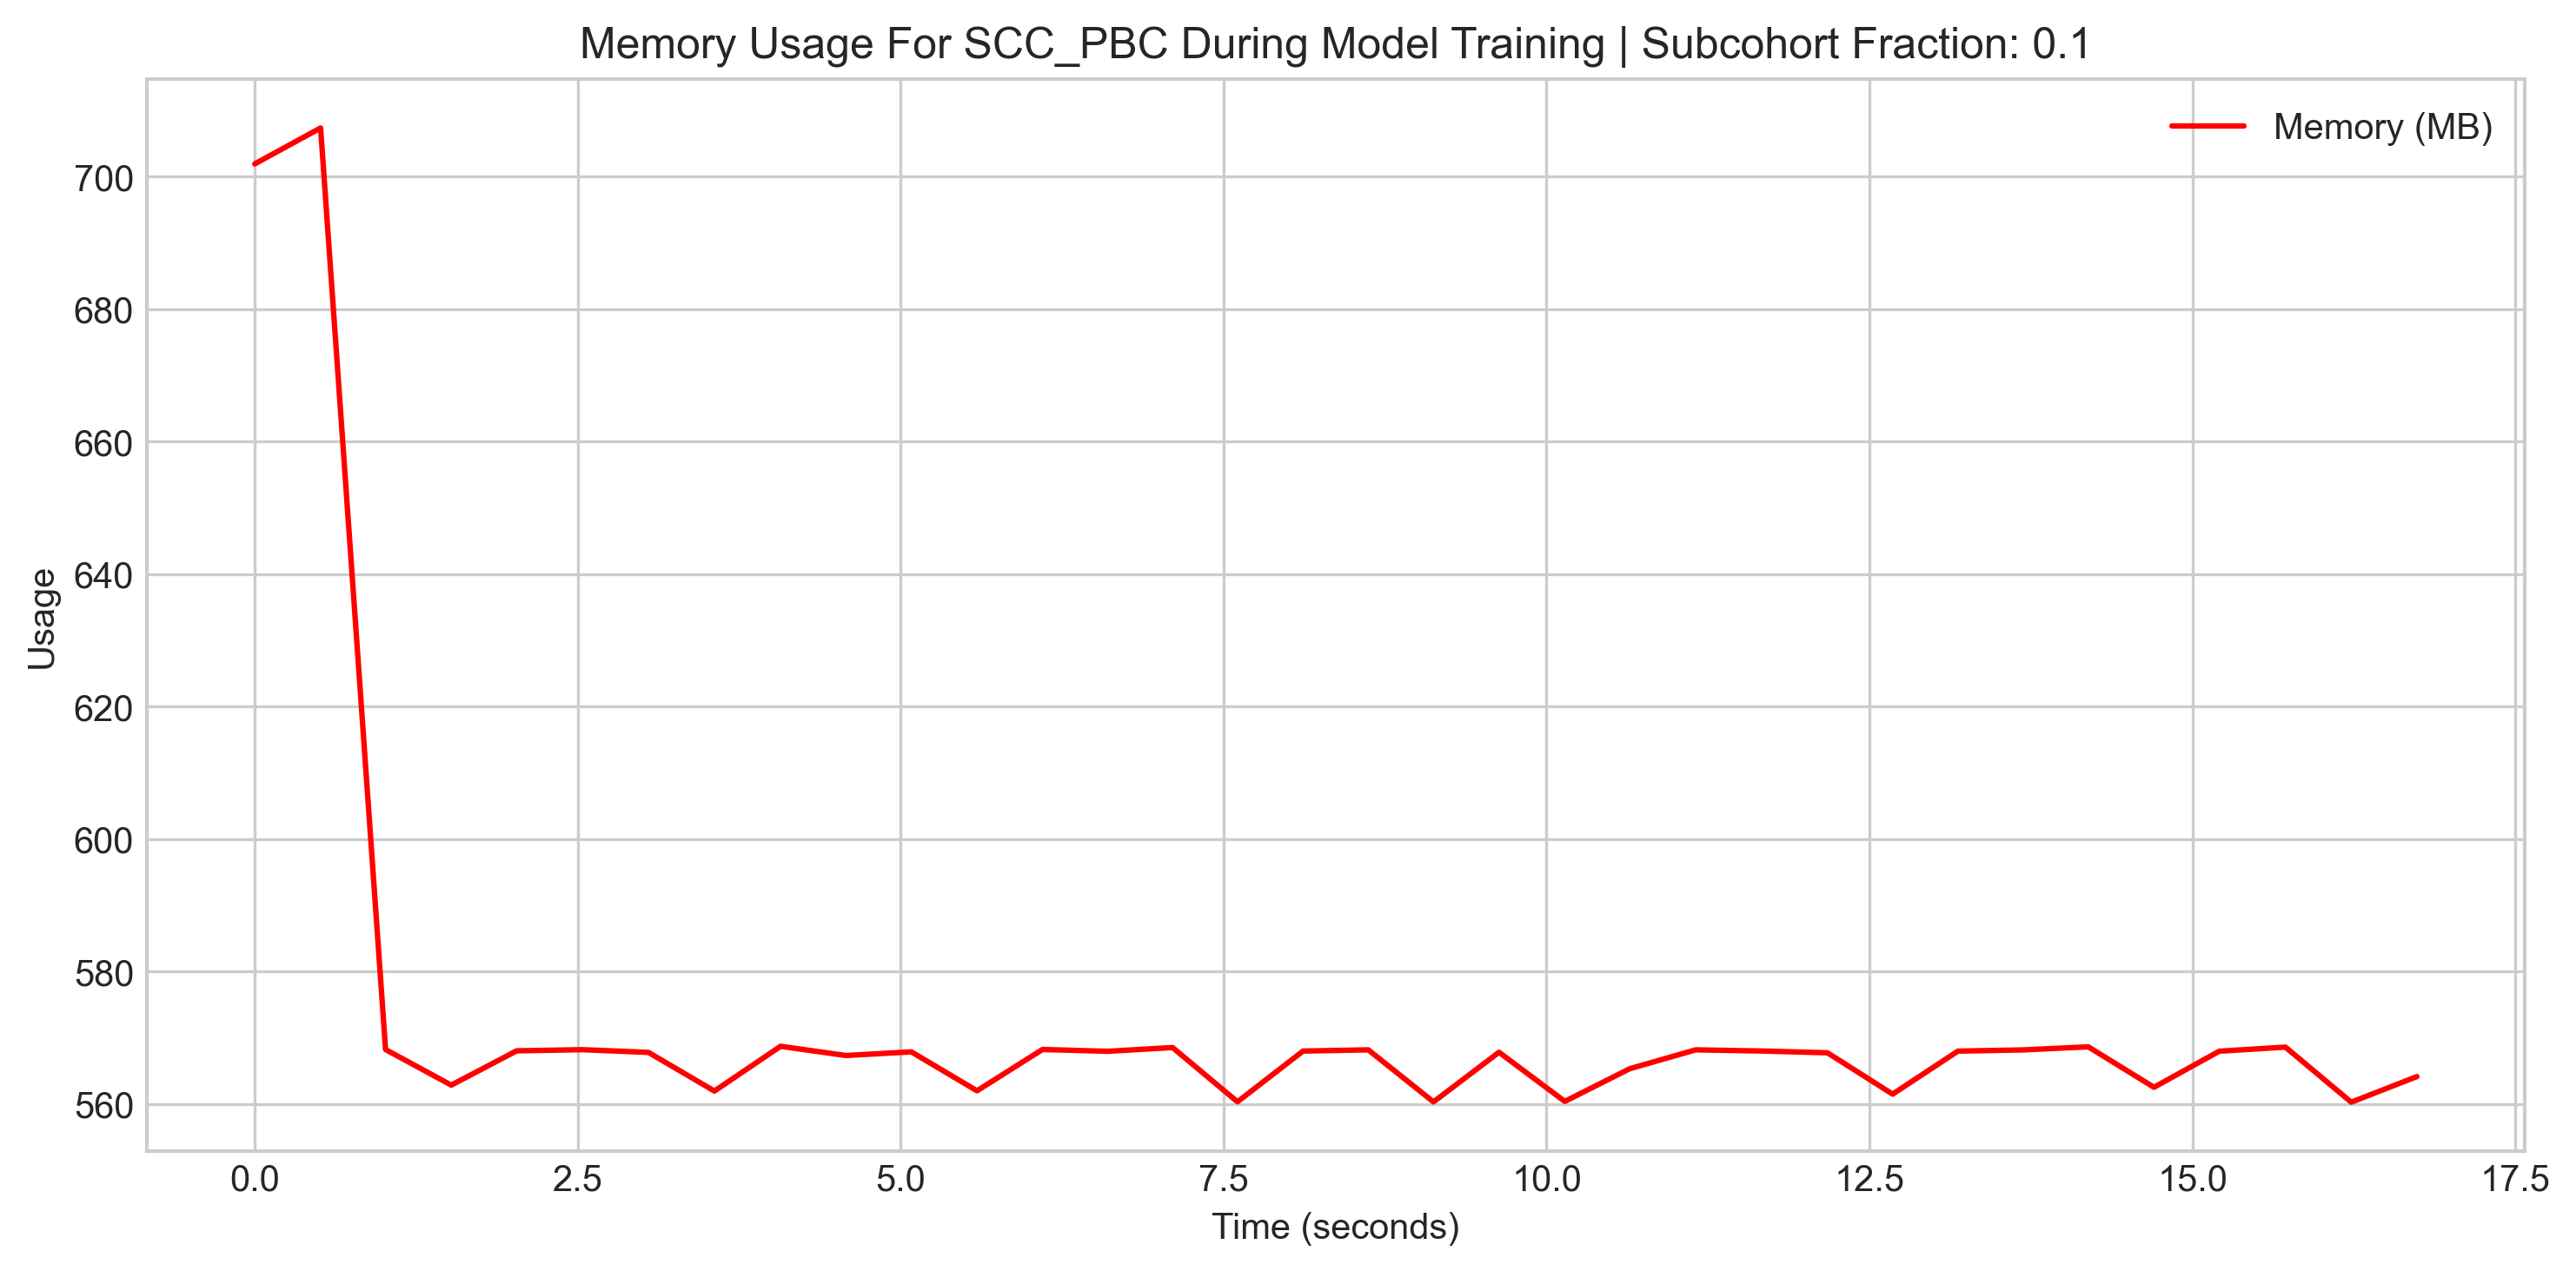 Memory Usage For SCC_PBC During Model Training | Subcohort Fraction: 0.1
Memory (MB)
700
680
660
640
620
600
580
560
Usage
0.0 2.5 5.0 7.5 10.0 12.5 15.0 17.5
Time (seconds)